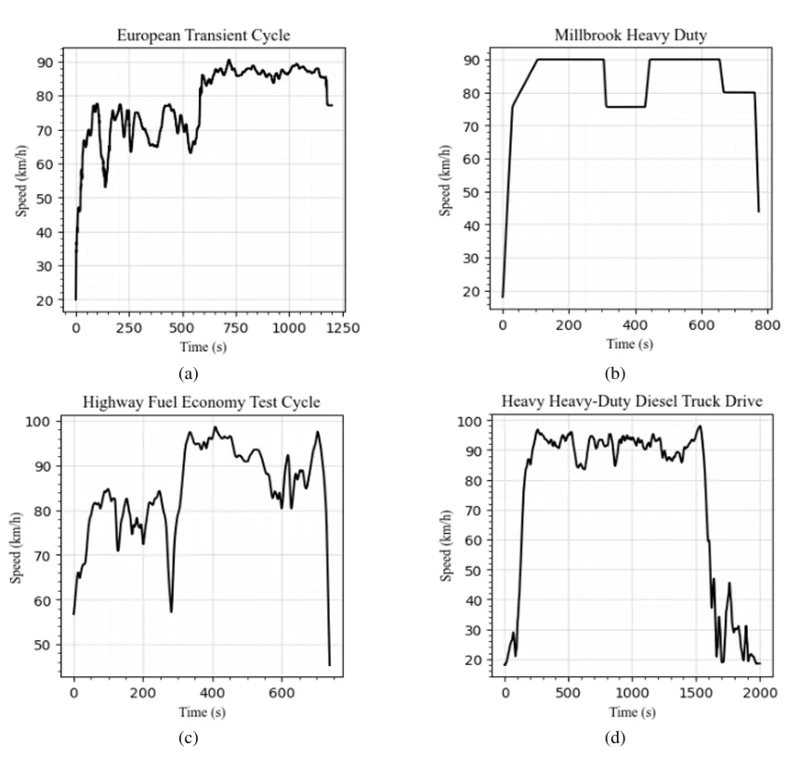 European Transient Cycle
90
80
70
60
50
40
30
20
Speed (km/h)
0 250 500 750 1000 1250
Time (s)
(a)
Millbrook Heavy Duty
90
80
70
60
50
40
30
20
Speed (km/h)
0 200 400 600 800
Time (s)
(b)
Highway Fuel Economy Test Cycle
100
90
80
70
60
50
Speed (km/h)
0 200 400 600
Time (s)
(c)
Heavy Heavy-Duty Diesel Truck Drive
100
90
80
70
60
50
40
30
20
Speed (km/h)
0 500 1000 1500 2000
Time (s)
(d)